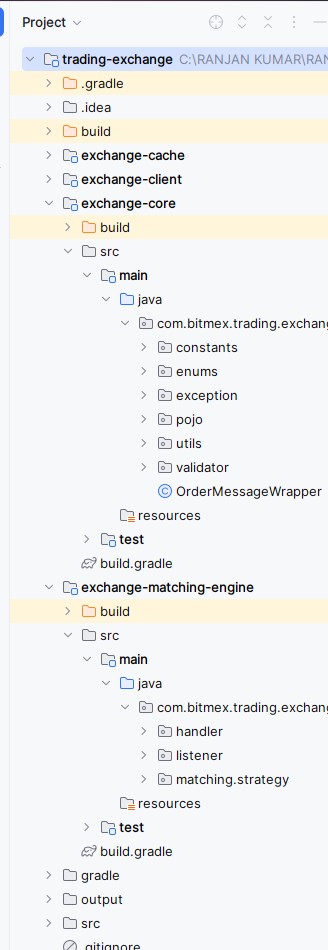 Project
trading-exchange C:\RANJAN KUMAR\RAN
.gradle
.idea
build
exchange-cache
exchange-client
exchange-core
build
src
main
java
com.bitmex.trading.exchang
constants
enums
exception
pojo
utils
validator
OrderMessageWrapper
resources
test
build.gradle
exchange-matching-engine
build
src
main
java
com.bitmex.trading.exchang
handler
listener
matching.strategy
resources
test
build.gradle
gradle
output
src
.gitignore